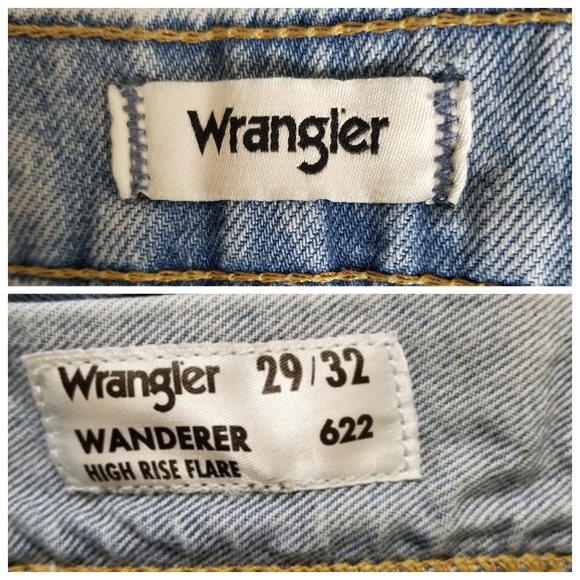 Wrangler
Wrangler 29/32
WANDERER 622
HIGH RISE FLARE